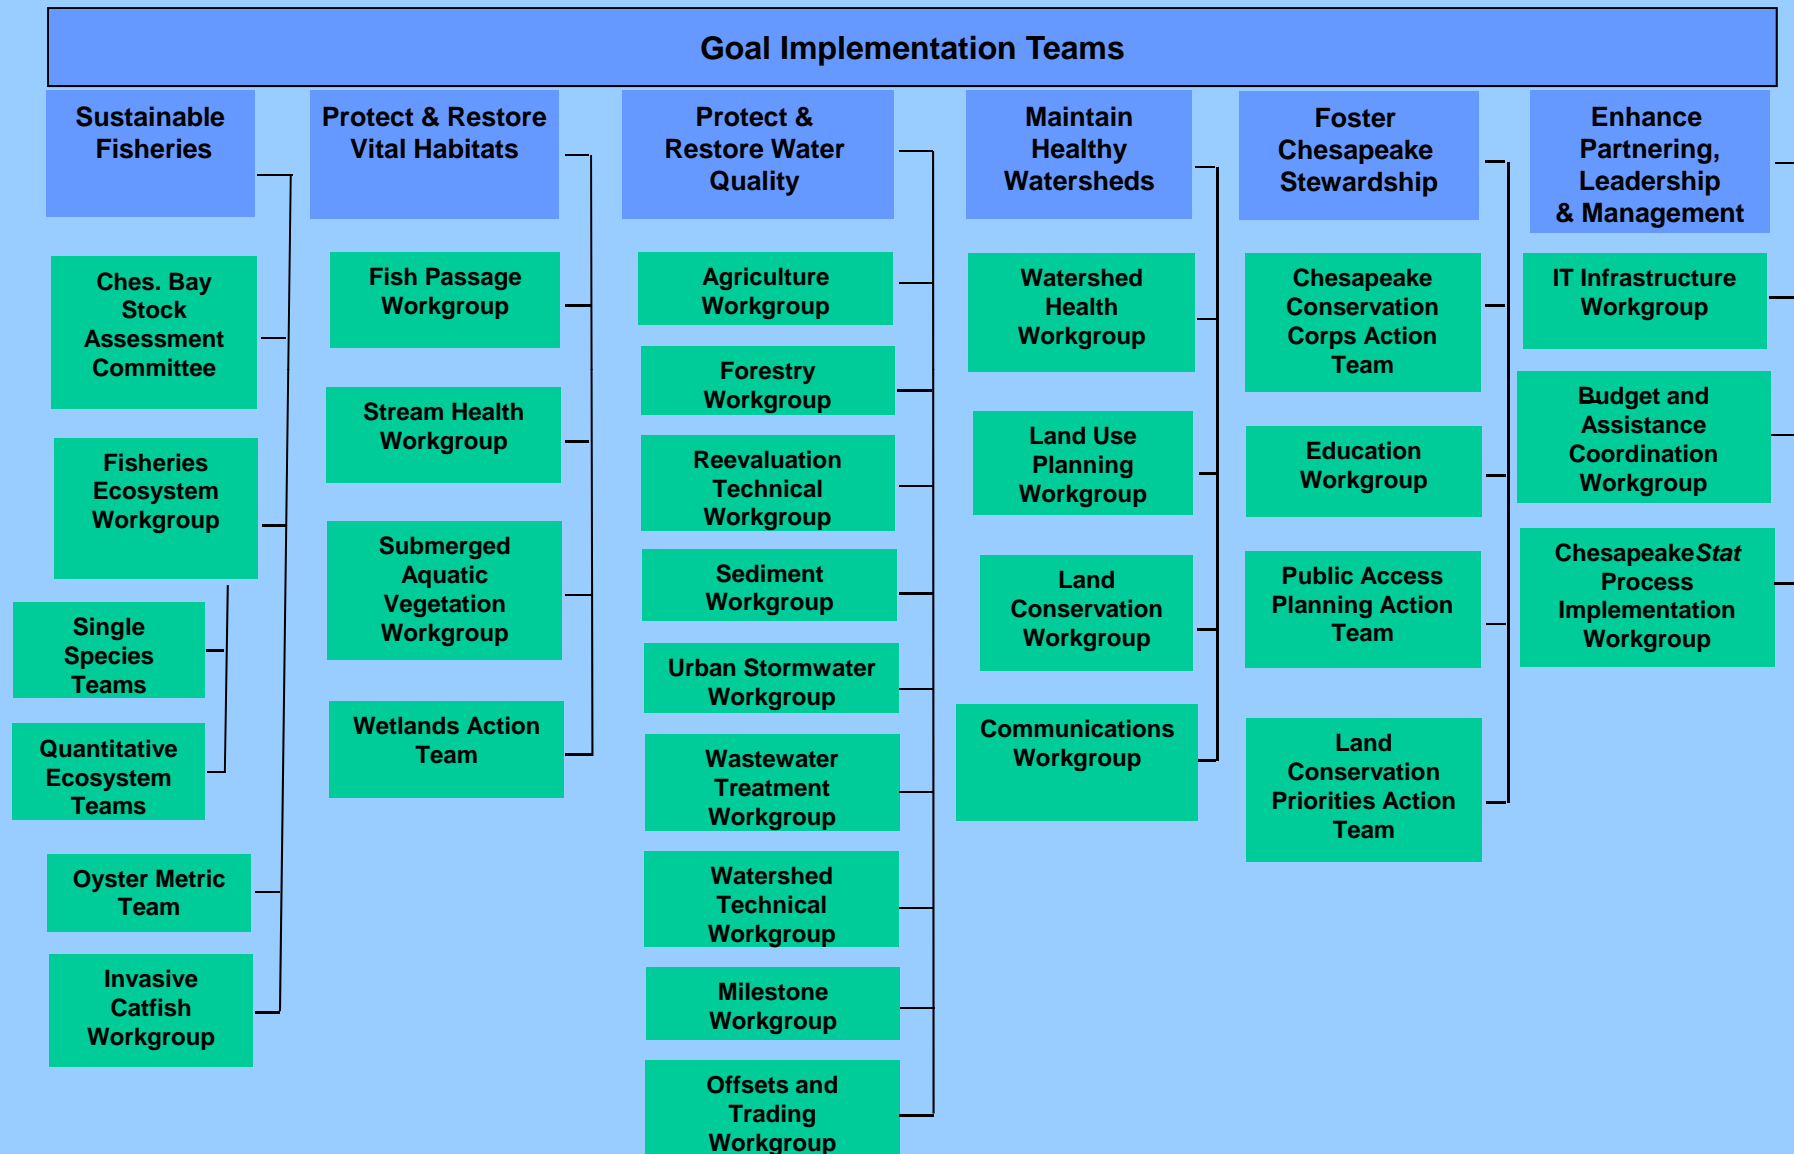 Goal Implementation Teams
Sustainable
Fisheries
Ches. Bay
Stock
Assessment
Committee
Fisheries
Ecosystem
Workgroup
Single
Species
Teams
Quantitative
Ecosystem
Teams
Oyster Metric
Team
Invasive
Catfish
Workgroup
Protect & Restore
Vital Habitats
Fish Passage
Workgroup
Stream Health
Workgroup
Submerged
Aquatic
Vegetation
Workgroup
Wetlands Action
Team
Protect &
Restore Water
Quality
Agriculture
Workgroup
Forestry
Workgroup
Reevaluation
Technical
Workgroup
Sediment
Workgroup
Urban Stormwater
Workgroup
Wastewater
Treatment
Workgroup
Watershed
Technical
Workgroup
Milestone
Workgroup
Offsets and
Trading
Workgroup
Maintain
Healthy
Watersheds
Watershed
Health
Workgroup
Land Use
Planning
Workgroup
Land
Conservation
Workgroup
Communications
Workgroup
Foster
Chesapeake
Stewardship
Chesapeake
Conservation
Corps Action
Team
Education
Workgroup
Public Access
Planning Action
Team
Land
Conservation
Priorities Action
Team
Enhance
Partnering,
Leadership
& Management
IT Infrastructure
Workgroup
Budget and
Assistance
Coordination
Workgroup
ChesapeakeStat
Process
Implementation
Workgroup